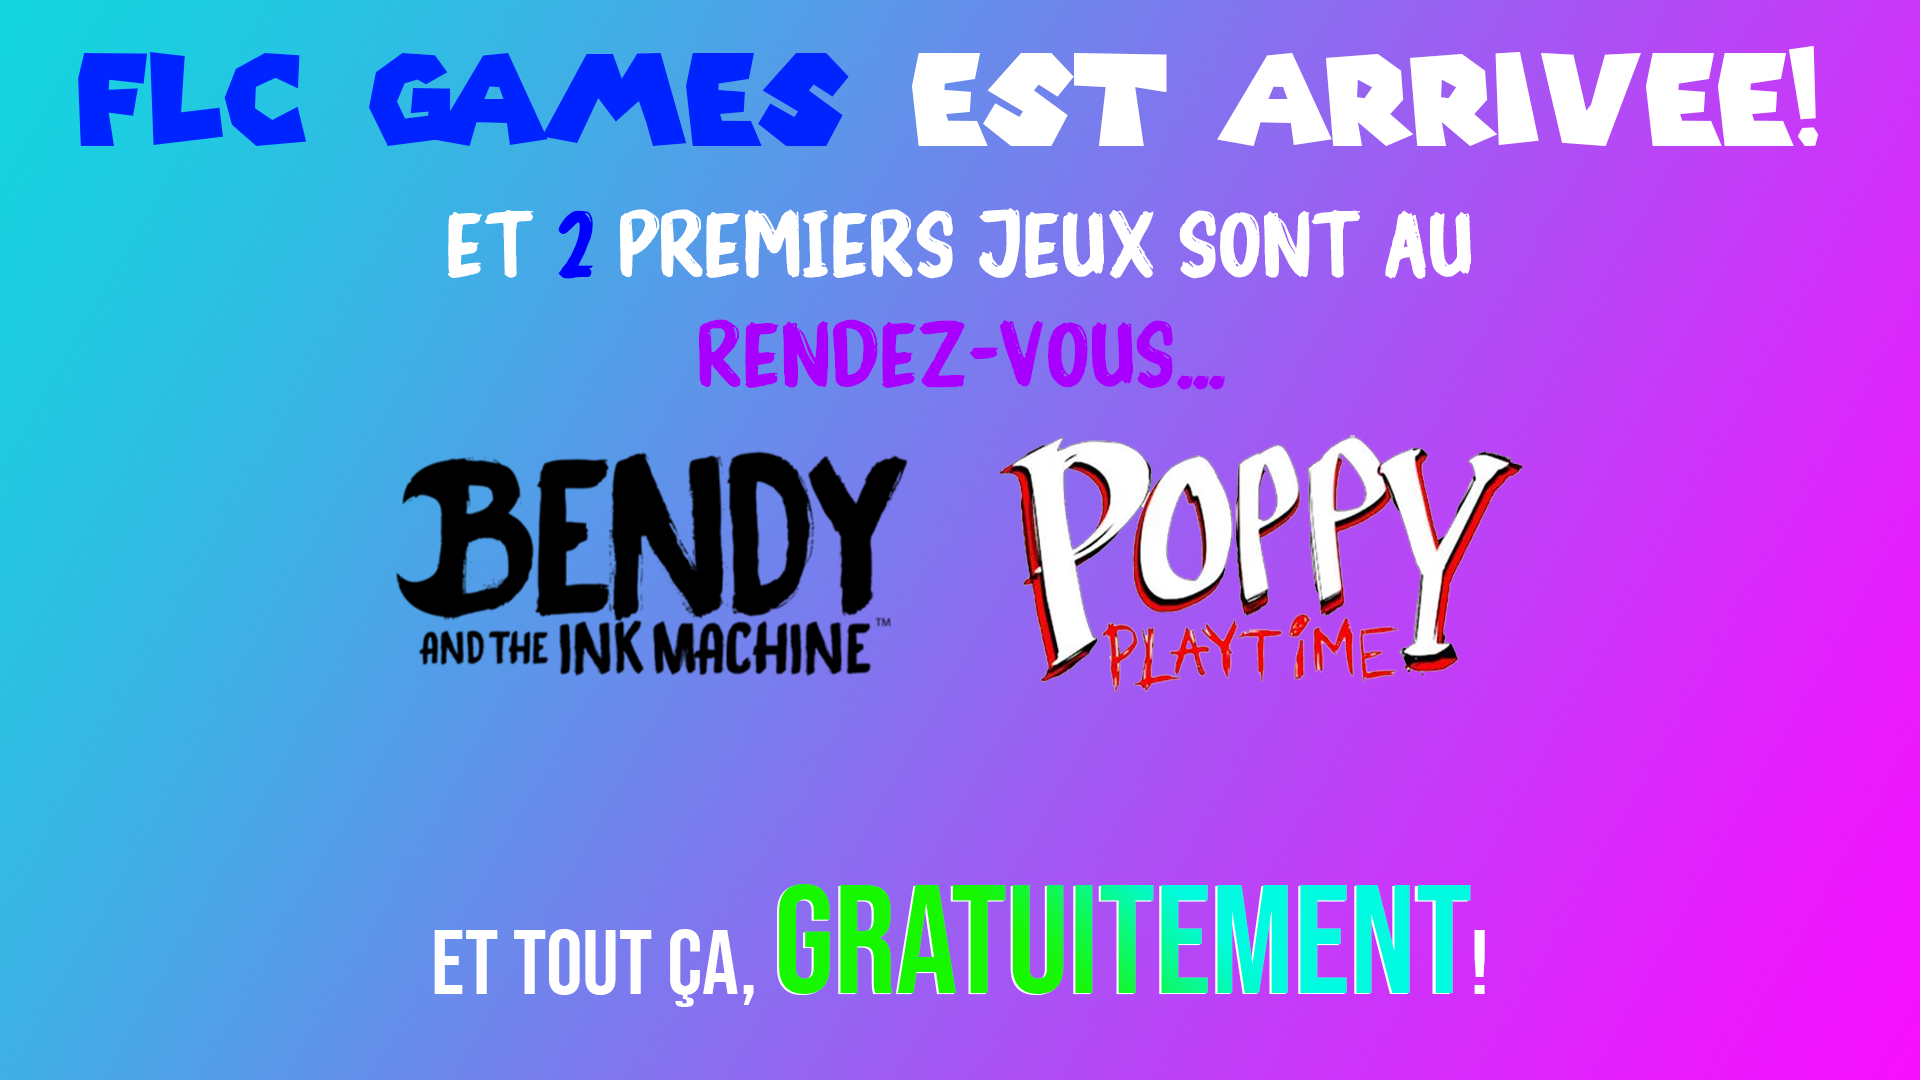 FLC GAMES EST ARRIVEE!
ET 2 PREMIERS JEUX SONT AU
RENDEZ-VOUS...
BENDY
AND THE INK MACHINE™
POPPY
PLAYTIME
ET TOUT ÇA, GRATUITEMENT!